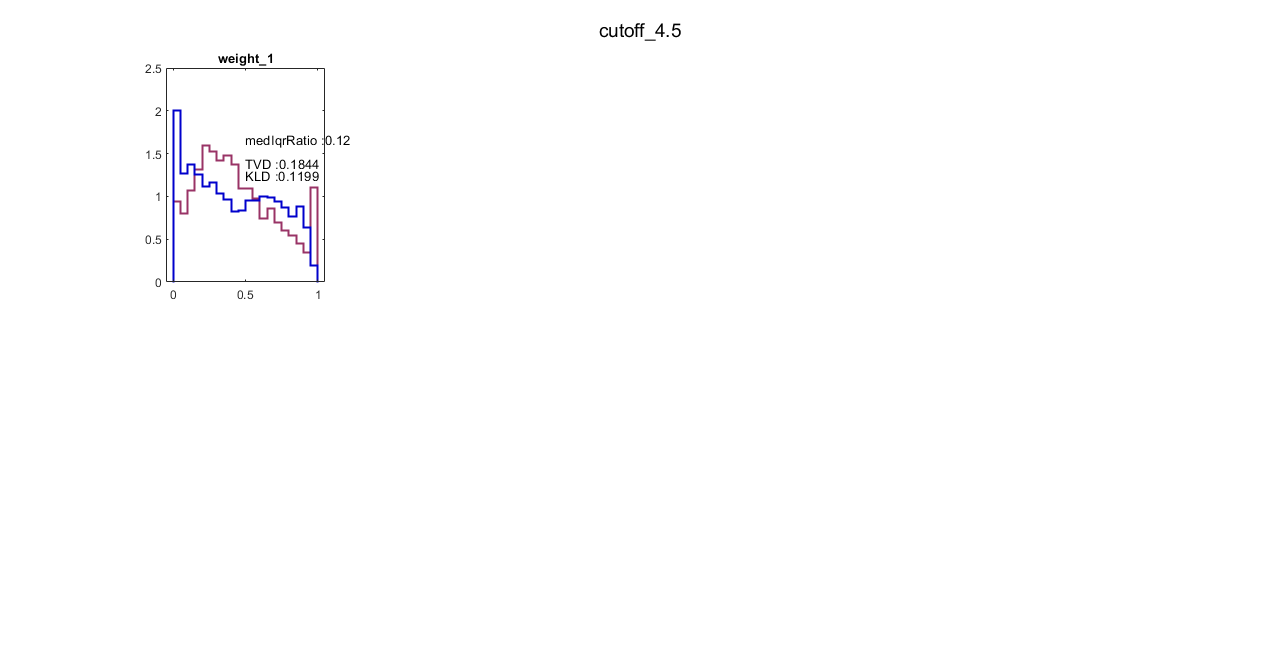 cutoff_4.5
weight_1
2.5
2
1.5
1
0.5
0
medIqrRatio :0.12
TVD :0.1844
KLD :0.1199
0 0.5 1